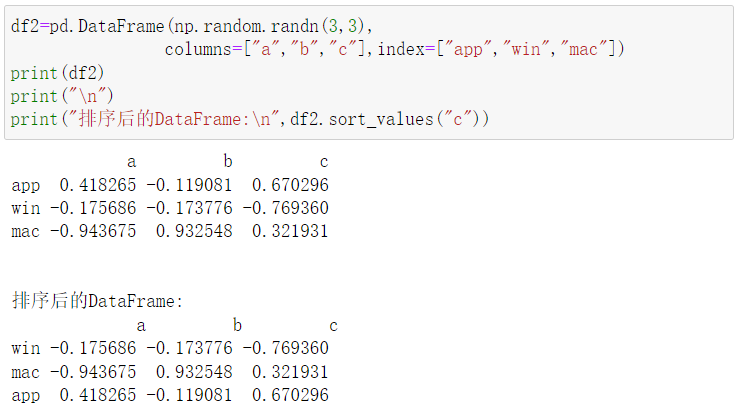 df2=pd.DataFrame(np.random.randn(3,3),
columns=["a","b","c"],index=["app","win","mac"])
print(df2)
print("\n")
print("排序后的DataFrame:\n",df2.sort_values("c"))
a b c
app 0.418265 -0.119081 0.670296
win -0.175686 -0.173776 -0.769360
mac -0.943675 0.932548 0.321931
排序后的DataFrame:
a b c
win -0.175686 -0.173776 -0.769360
mac -0.943675 0.932548 0.321931
app 0.418265 -0.119081 0.670296